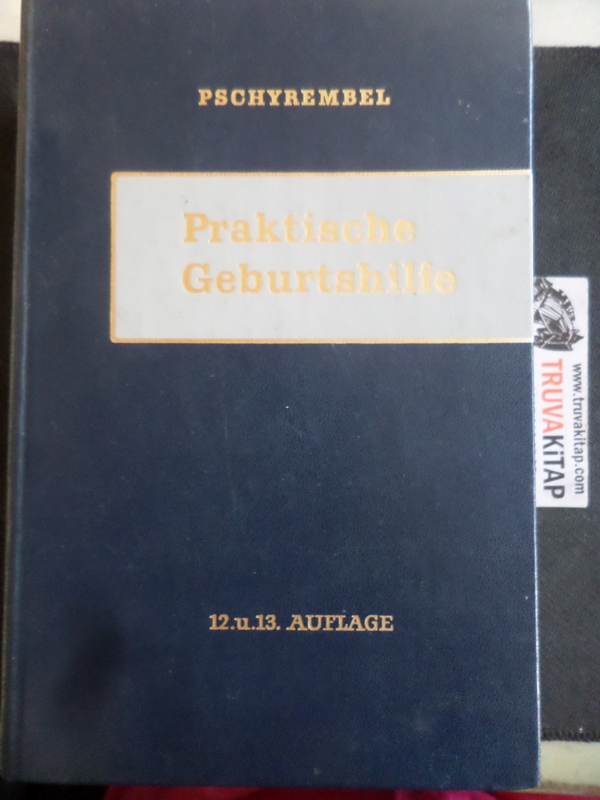 PSCHYREMBEL
Praktische
Geburtshilfe
12.u.13. AUFLAGE
www.truvakitap.com
TRUVAKiTAP